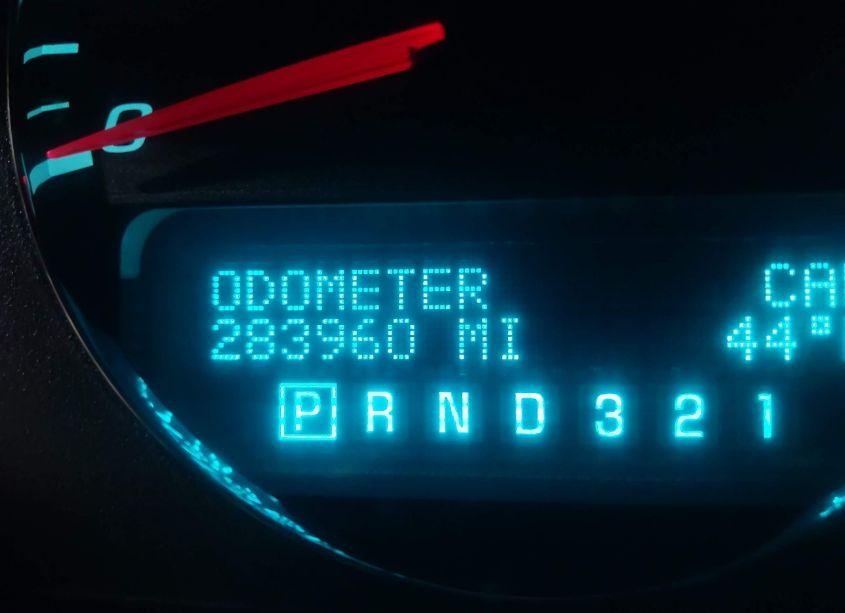 0
ODOMETER
283960 MI
44°
P R N D 3 2 1